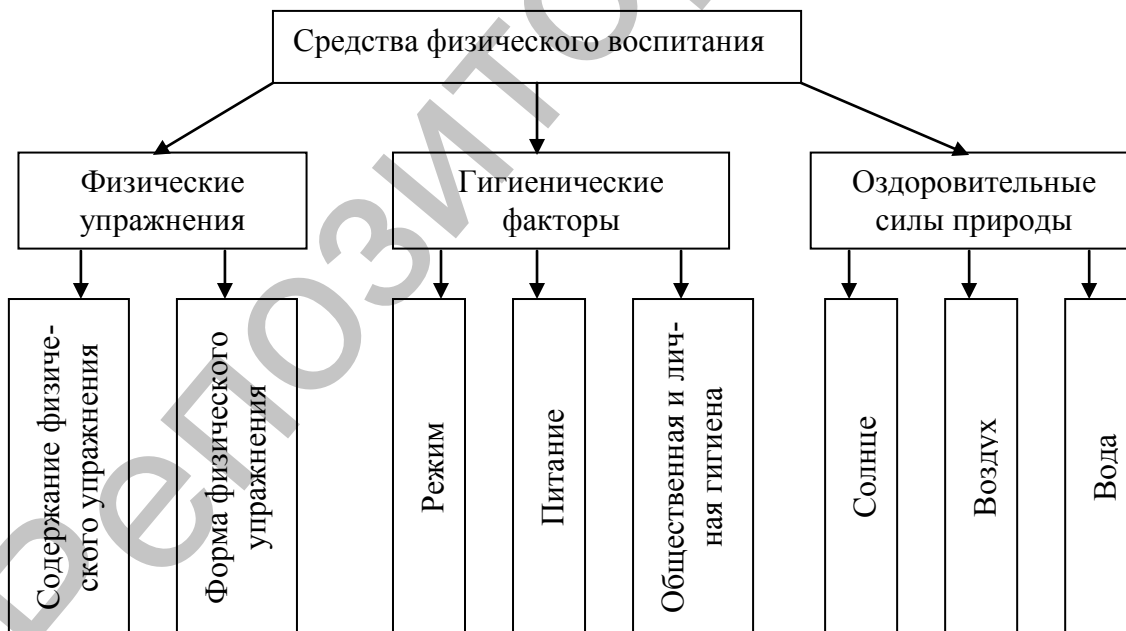 Средства физического воспитания
Физические
упражнения
Гигиенические
факторы
Оздоровительные
силы природы
Содержание физиче-
ского упражнения
Форма физического
упражнения
Режим
Питание
Общественная и лич-
ная гигиена
Солнце
Воздух
Вода
Репозито